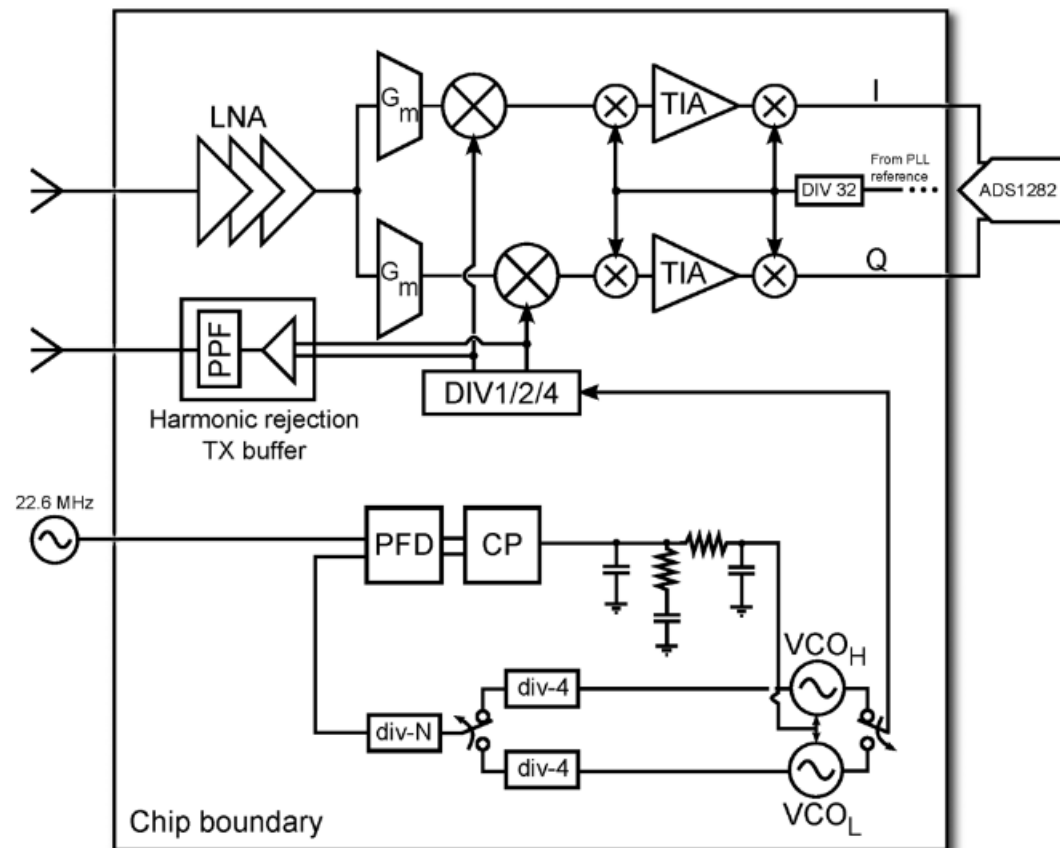 LNA
G
m
TIA
I
From PLL
reference
DIV 32
ADS1282
G
m
TIA
Q
PPF
DIV1/2/4
Harmonic rejection
TX buffer
22.6 MHz
PFD
CP
VCO
H
div-4
div-N
div-4
VCO
L
Chip boundary